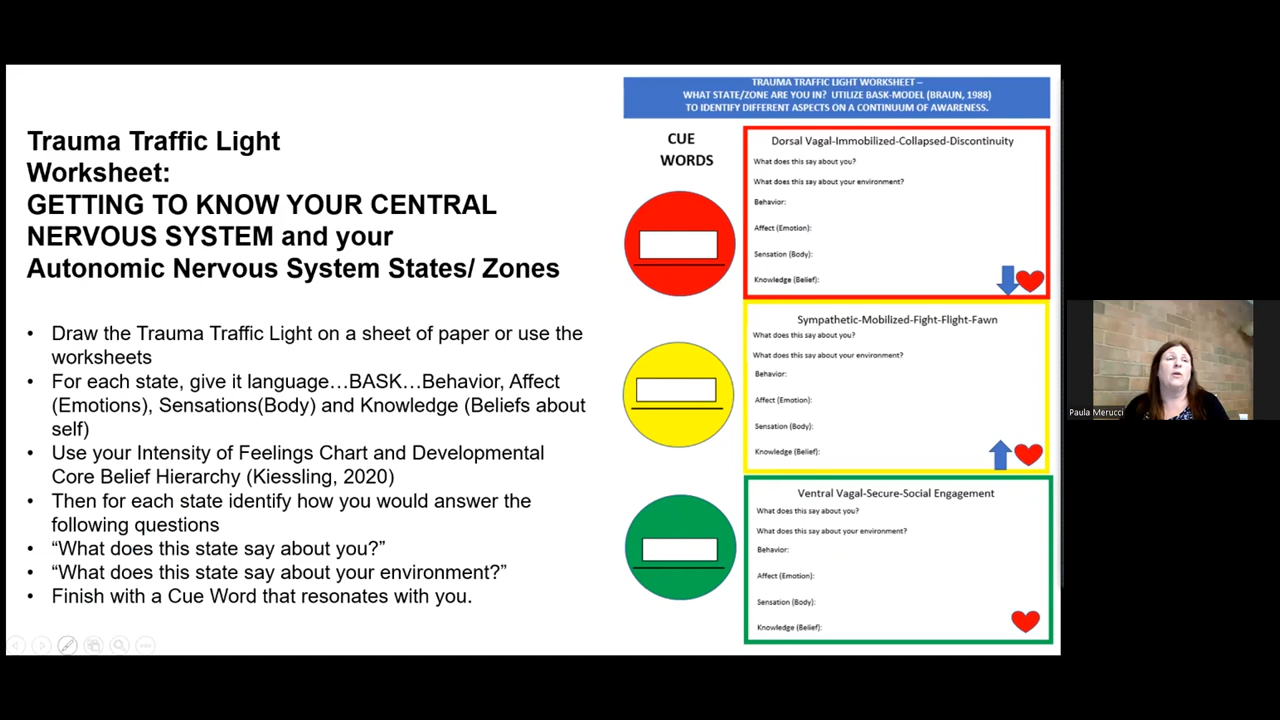 Trauma Traffic Light
Worksheet:
GETTING TO KNOW YOUR CENTRAL
NERVOUS SYSTEM and your
Autonomic Nervous System States/ Zones
• Draw the Trauma Traffic Light on a sheet of paper or use the
worksheets
• For each state, give it language…BASK…Behavior, Affect
(Emotions), Sensations(Body) and Knowledge (Beliefs about
self)
• Use your Intensity of Feelings Chart and Developmental
Core Belief Hierarchy (Kiessling, 2020)
• Then for each state identify how you would answer the
following questions
• “What does this state say about you?”
• “What does this state say about your environment?”
• Finish with a Cue Word that resonates with you.
TRAUMA TRAFFIC LIGHT WORKSHEET –
WHAT STATE/ZONE ARE YOU IN? UTILIZE BASK-MODEL (BRAUN, 1988)
TO IDENTIFY DIFFERENT ASPECTS ON A CONTINUUM OF AWARENESS.
CUE
WORDS
Dorsal Vagal-Immobilized-Collapsed-Discontinuity
What does this say about you?
What does this say about your environment?
Behavior:
Affect (Emotion):
Sensation (Body):
Knowledge (Belief):
Sympathetic-Mobilized-Fight-Flight-Fawn
What does this say about you?
What does this say about your environment?
Behavior:
Affect (Emotion):
Sensation (Body):
Knowledge (Belief):
Ventral Vagal-Secure-Social Engagement
What does this say about you?
What does this say about your environment?
Behavior:
Affect (Emotion):
Sensation (Body):
Knowledge (Belief):
Paula Merucci